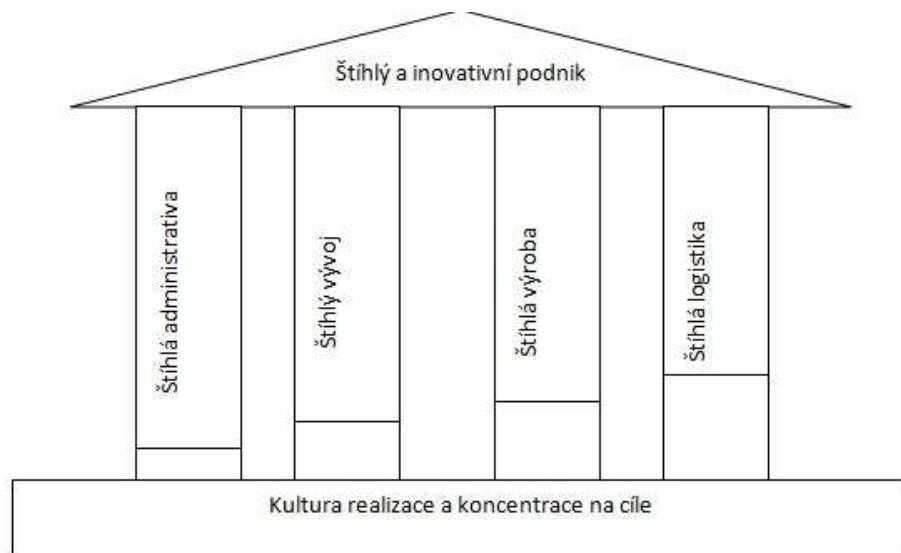 Štíhlý a inovativní podnik
Štíhlá administrativa
Štíhlý vývoj
Štíhlá výroba
Štíhlá logistika
Kultura realizace a koncentrace na cíle